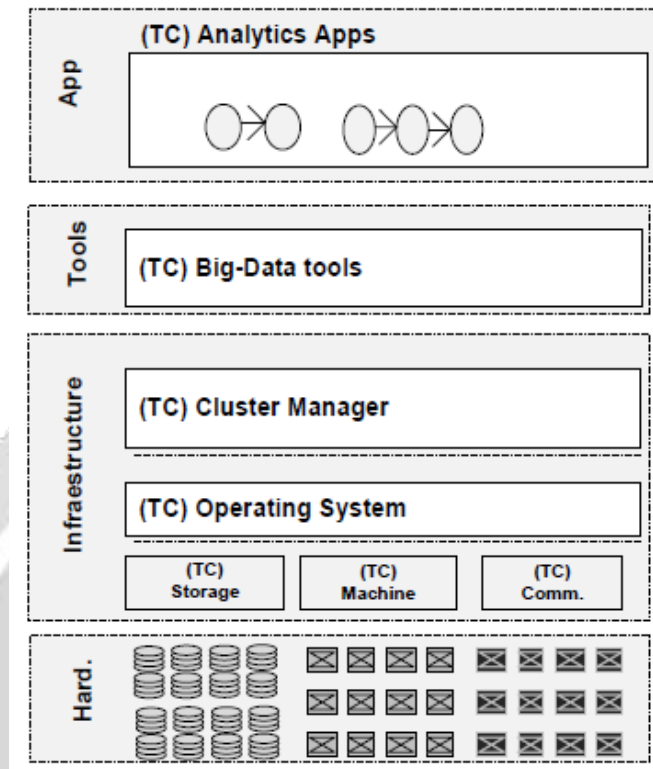 App
(TC) Analytics Apps
Tools
(TC) Big-Data tools
Infraestructure
(TC) Cluster Manager
(TC) Operating System
(TC)
Storage
(TC)
Machine
(TC)
Comm.
Hard.